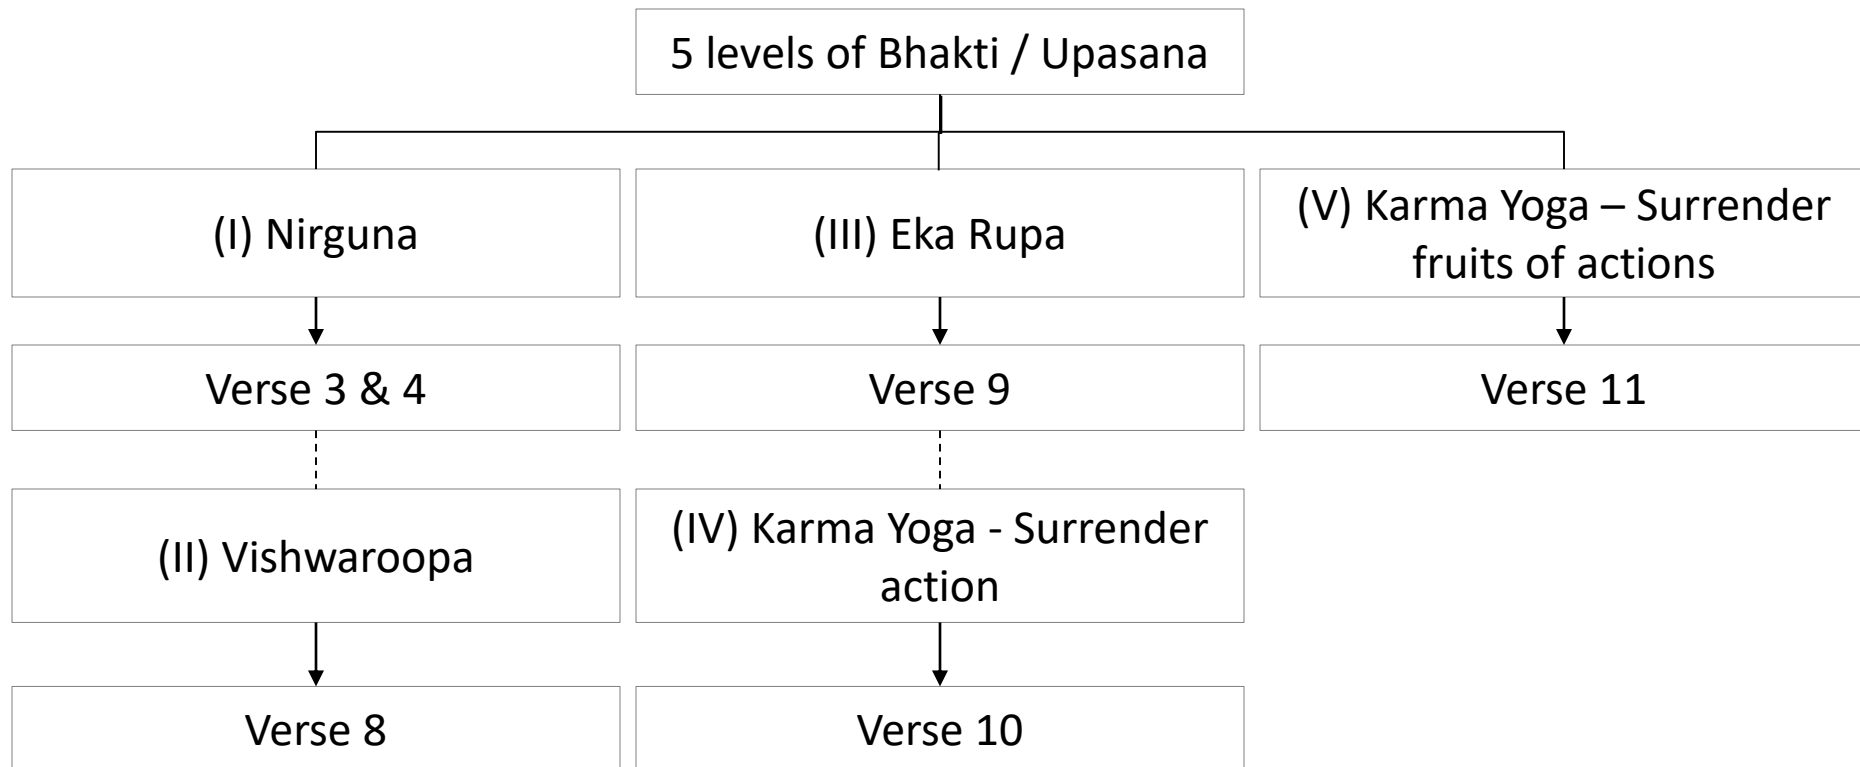 5 levels of Bhakti / Upasana
(I) Nirguna
(III) Eka Rupa
(V) Karma Yoga – Surrender
fruits of actions
Verse 3 & 4
Verse 9
Verse 11
(II) Vishwaroopa
(IV) Karma Yoga - Surrender
action
Verse 8
Verse 10